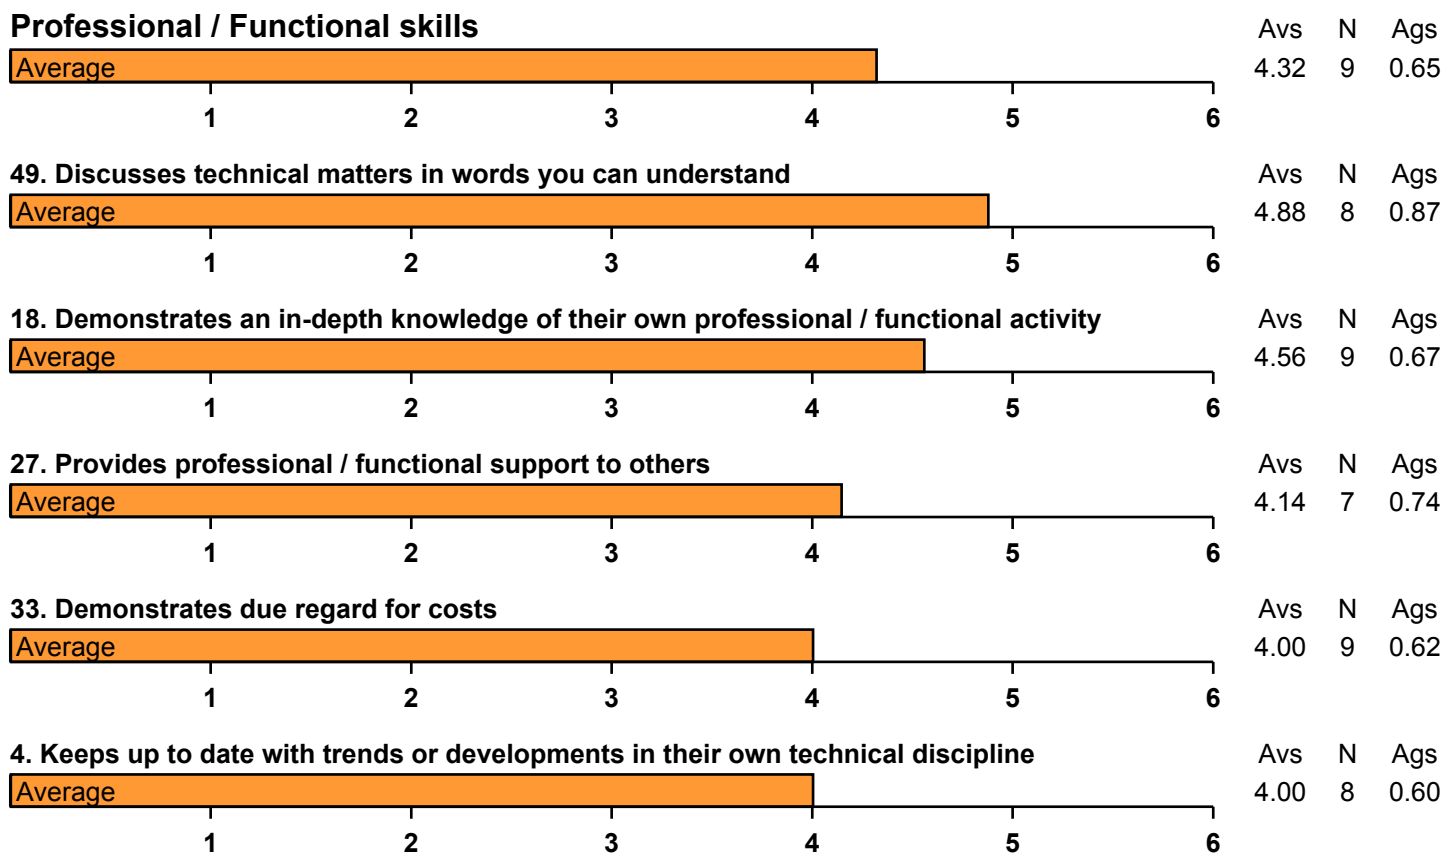 Professional / Functional skills Avs N Ags
Average 4.32 9 0.65
1 2 3 4 5 6
49. Discusses technical matters in words you can understand Avs N Ags
Average 4.88 8 0.87
1 2 3 4 5 6
18. Demonstrates an in-depth knowledge of their own professional / functional activity Avs N Ags
Average 4.56 9 0.67
1 2 3 4 5 6
27. Provides professional / functional support to others Avs N Ags
Average 4.14 7 0.74
1 2 3 4 5 6
33. Demonstrates due regard for costs Avs N Ags
Average 4.00 9 0.62
1 2 3 4 5 6
4. Keeps up to date with trends or developments in their own technical discipline Avs N Ags
Average 4.00 8 0.60
1 2 3 4 5 6